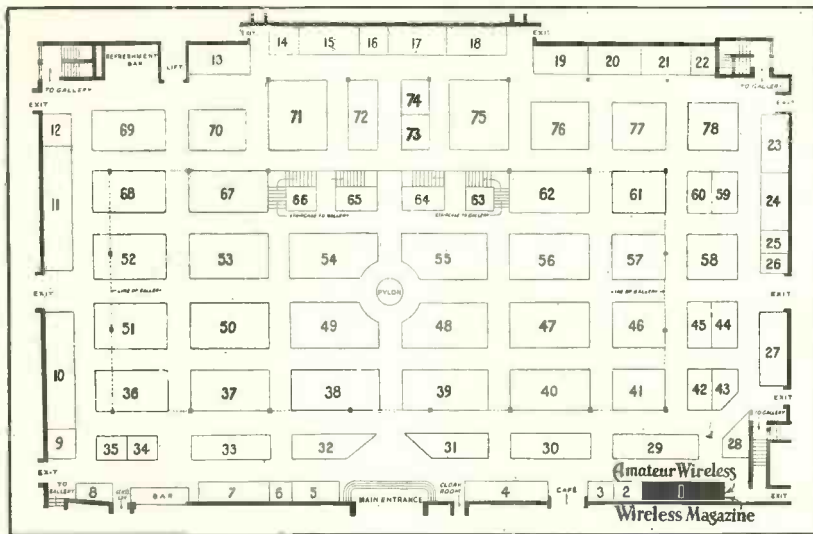 EXIT
14 15 16 17 18
EXIT
REFRESHMENT
BAR
LIFT
13
19 20 21 22
TO GALLERY
EXIT
TO GALLERY
EXIT
12
69 70 71 72 74 75 76 77 78
73
23
11
68 67 66 65 64 63 62 61 60 59
24
STAIRCASE TO GALLERY
STAIRCASE TO GALLERY
52 53 54 55 56 57 58
25
26
PYLON
EXIT
LINE OF GALLERY
LINE OF GALLERY
EXIT
10
51 50 49 48 47 46 45 44
27
36 37 38 39 40 41 42 43
EXIT
9
35 34 33 32 31 30 29 28
TO GALLERY
EXIT
TO
GALLERY
8
BAR
7 6 5
MAIN ENTRANCE
CLOAK
ROOM
4
CAFÉ
3 2 1
EXIT
Amateur Wireless
Wireless Magazine